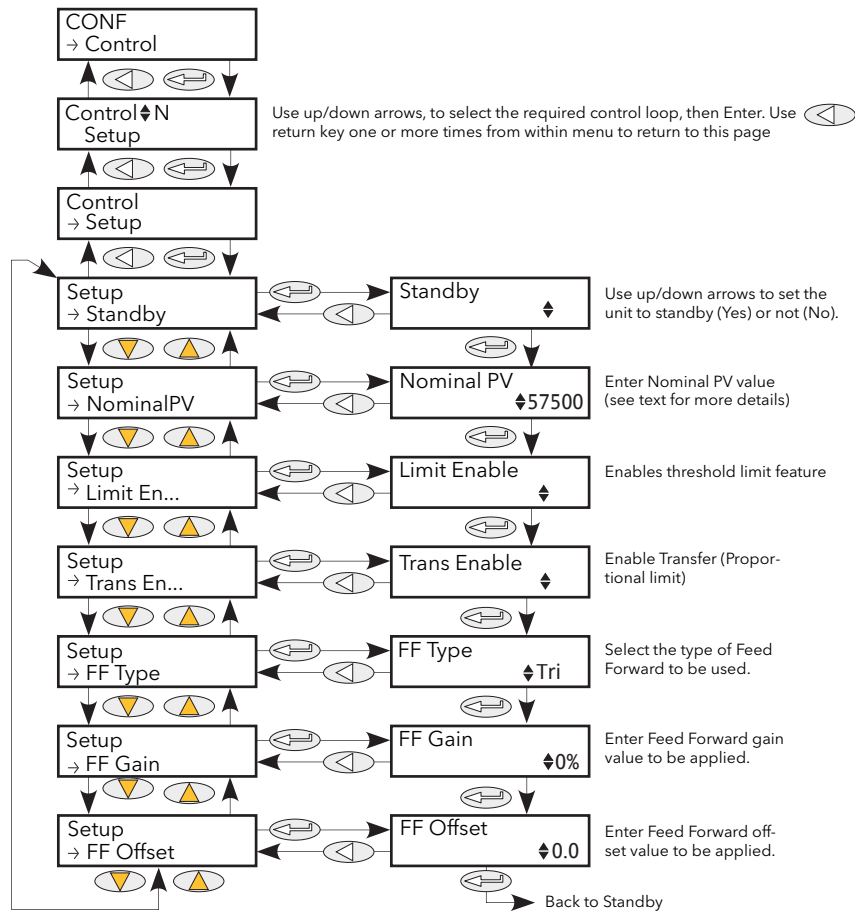 CONF
→ Control
Control♦N
Setup
Use up/down arrows, to select the required control loop, then Enter. Use
return key one or more times from within menu to return to this page
Control
→ Setup
Setup
→ Standby
Standby
Use up/down arrows to set the
unit to standby (Yes) or not (No).
Setup
→ NominalPV
Nominal PV
♦57500
Enter Nominal PV value
(see text for more details)
Setup
→ Limit En...
Limit Enable
Enables threshold limit feature
Setup
→ Trans En...
Trans Enable
Enable Transfer (Propor-
tional limit)
Setup
→ FF Type
FF Type
♦Tri
Select the type of Feed
Forward to be used.
Setup
→ FF Gain
FF Gain
♦0%
Enter Feed Forward gain
value to be applied.
Setup
→ FF Offset
FF Offset
♦0.0
Enter Feed Forward off-
set value to be applied.
Back to Standby